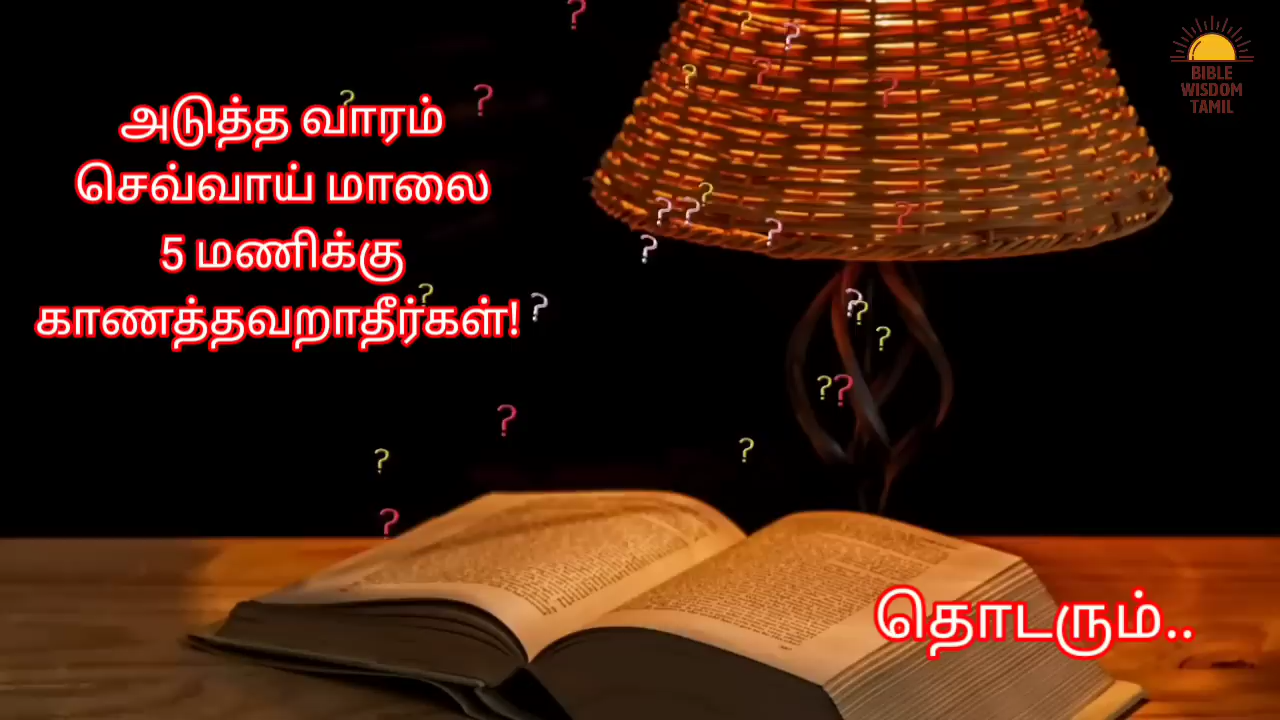 அடுத்த வாரம்
செவ்வாய் மாலை
5 மணிக்கு
காணத்தவறாதீர்கள்!
தொடரும்..
BIBLE
WISDOM
TAMIL